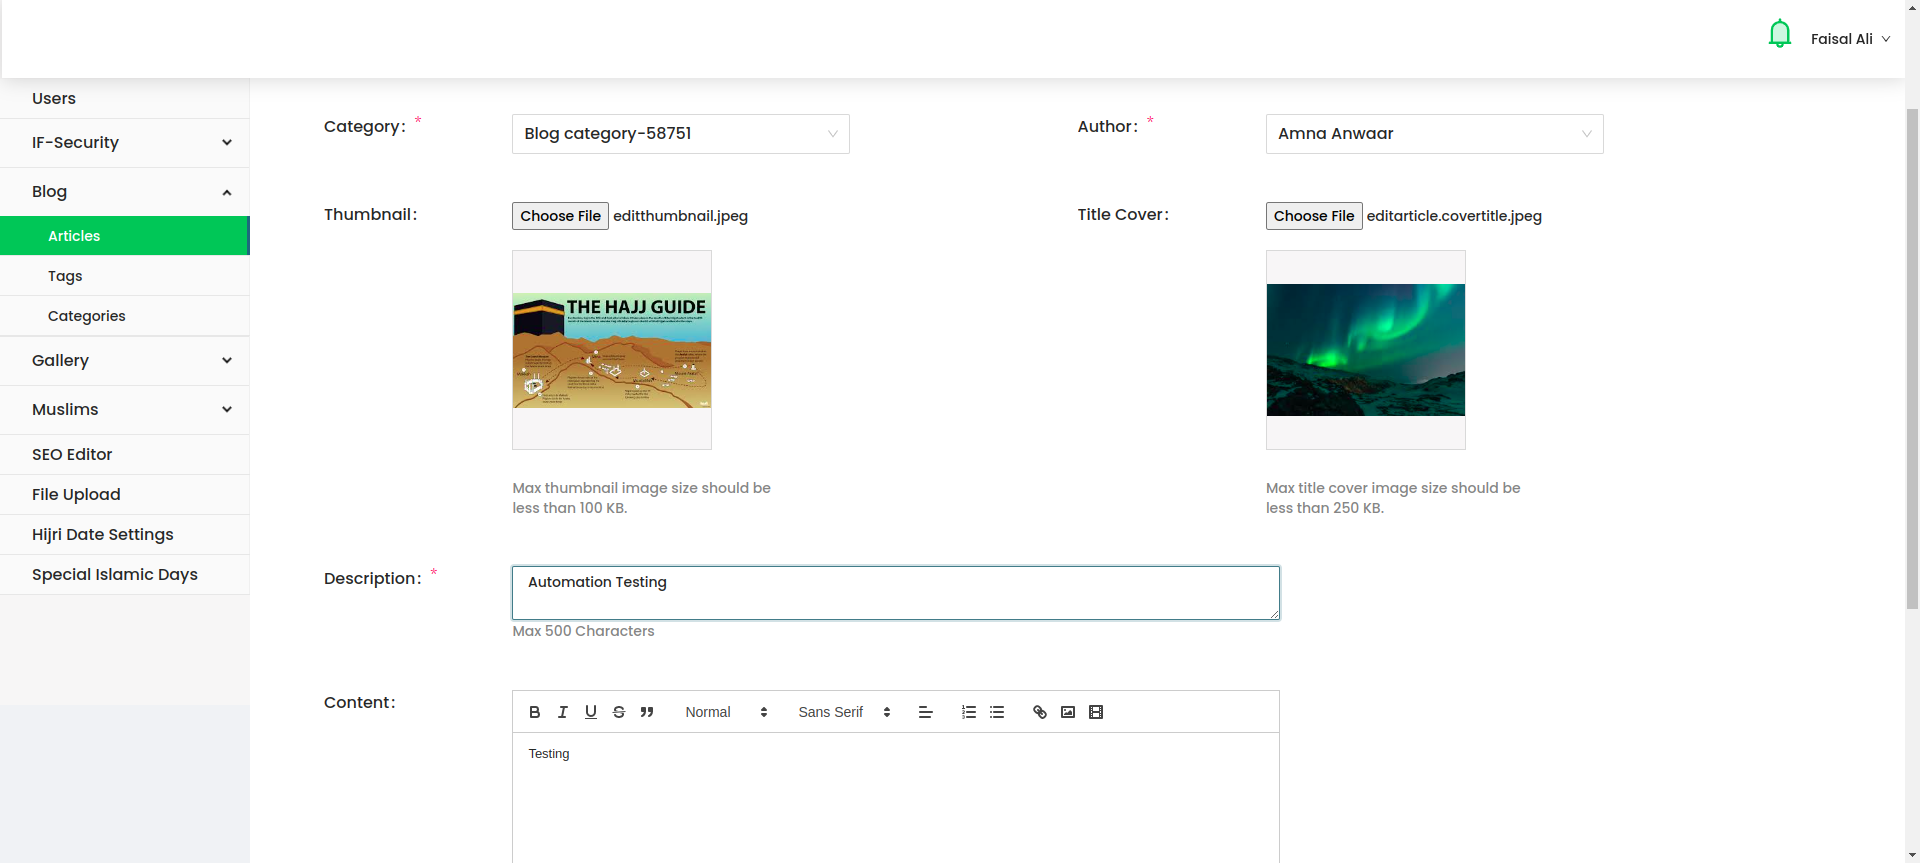 Faisal Ali
Users
IF-Security
Blog
Articles
Tags
Categories
Gallery
Muslims
SEO Editor
File Upload
Hijri Date Settings
Special Islamic Days
Category: *
Blog category-58751
Author: *
Amna Anwaar
Thumbnail:
Choose File editthumbnail.jpeg
THE HAJJ GUIDE
Max thumbnail image size should be
less than 100 KB.
Title Cover:
Choose File editarticle.covertitle.jpeg
Max title cover image size should be
less than 250 KB.
Description: *
Automation Testing
Max 500 Characters
Content:
Normal Sans Serif
Testing